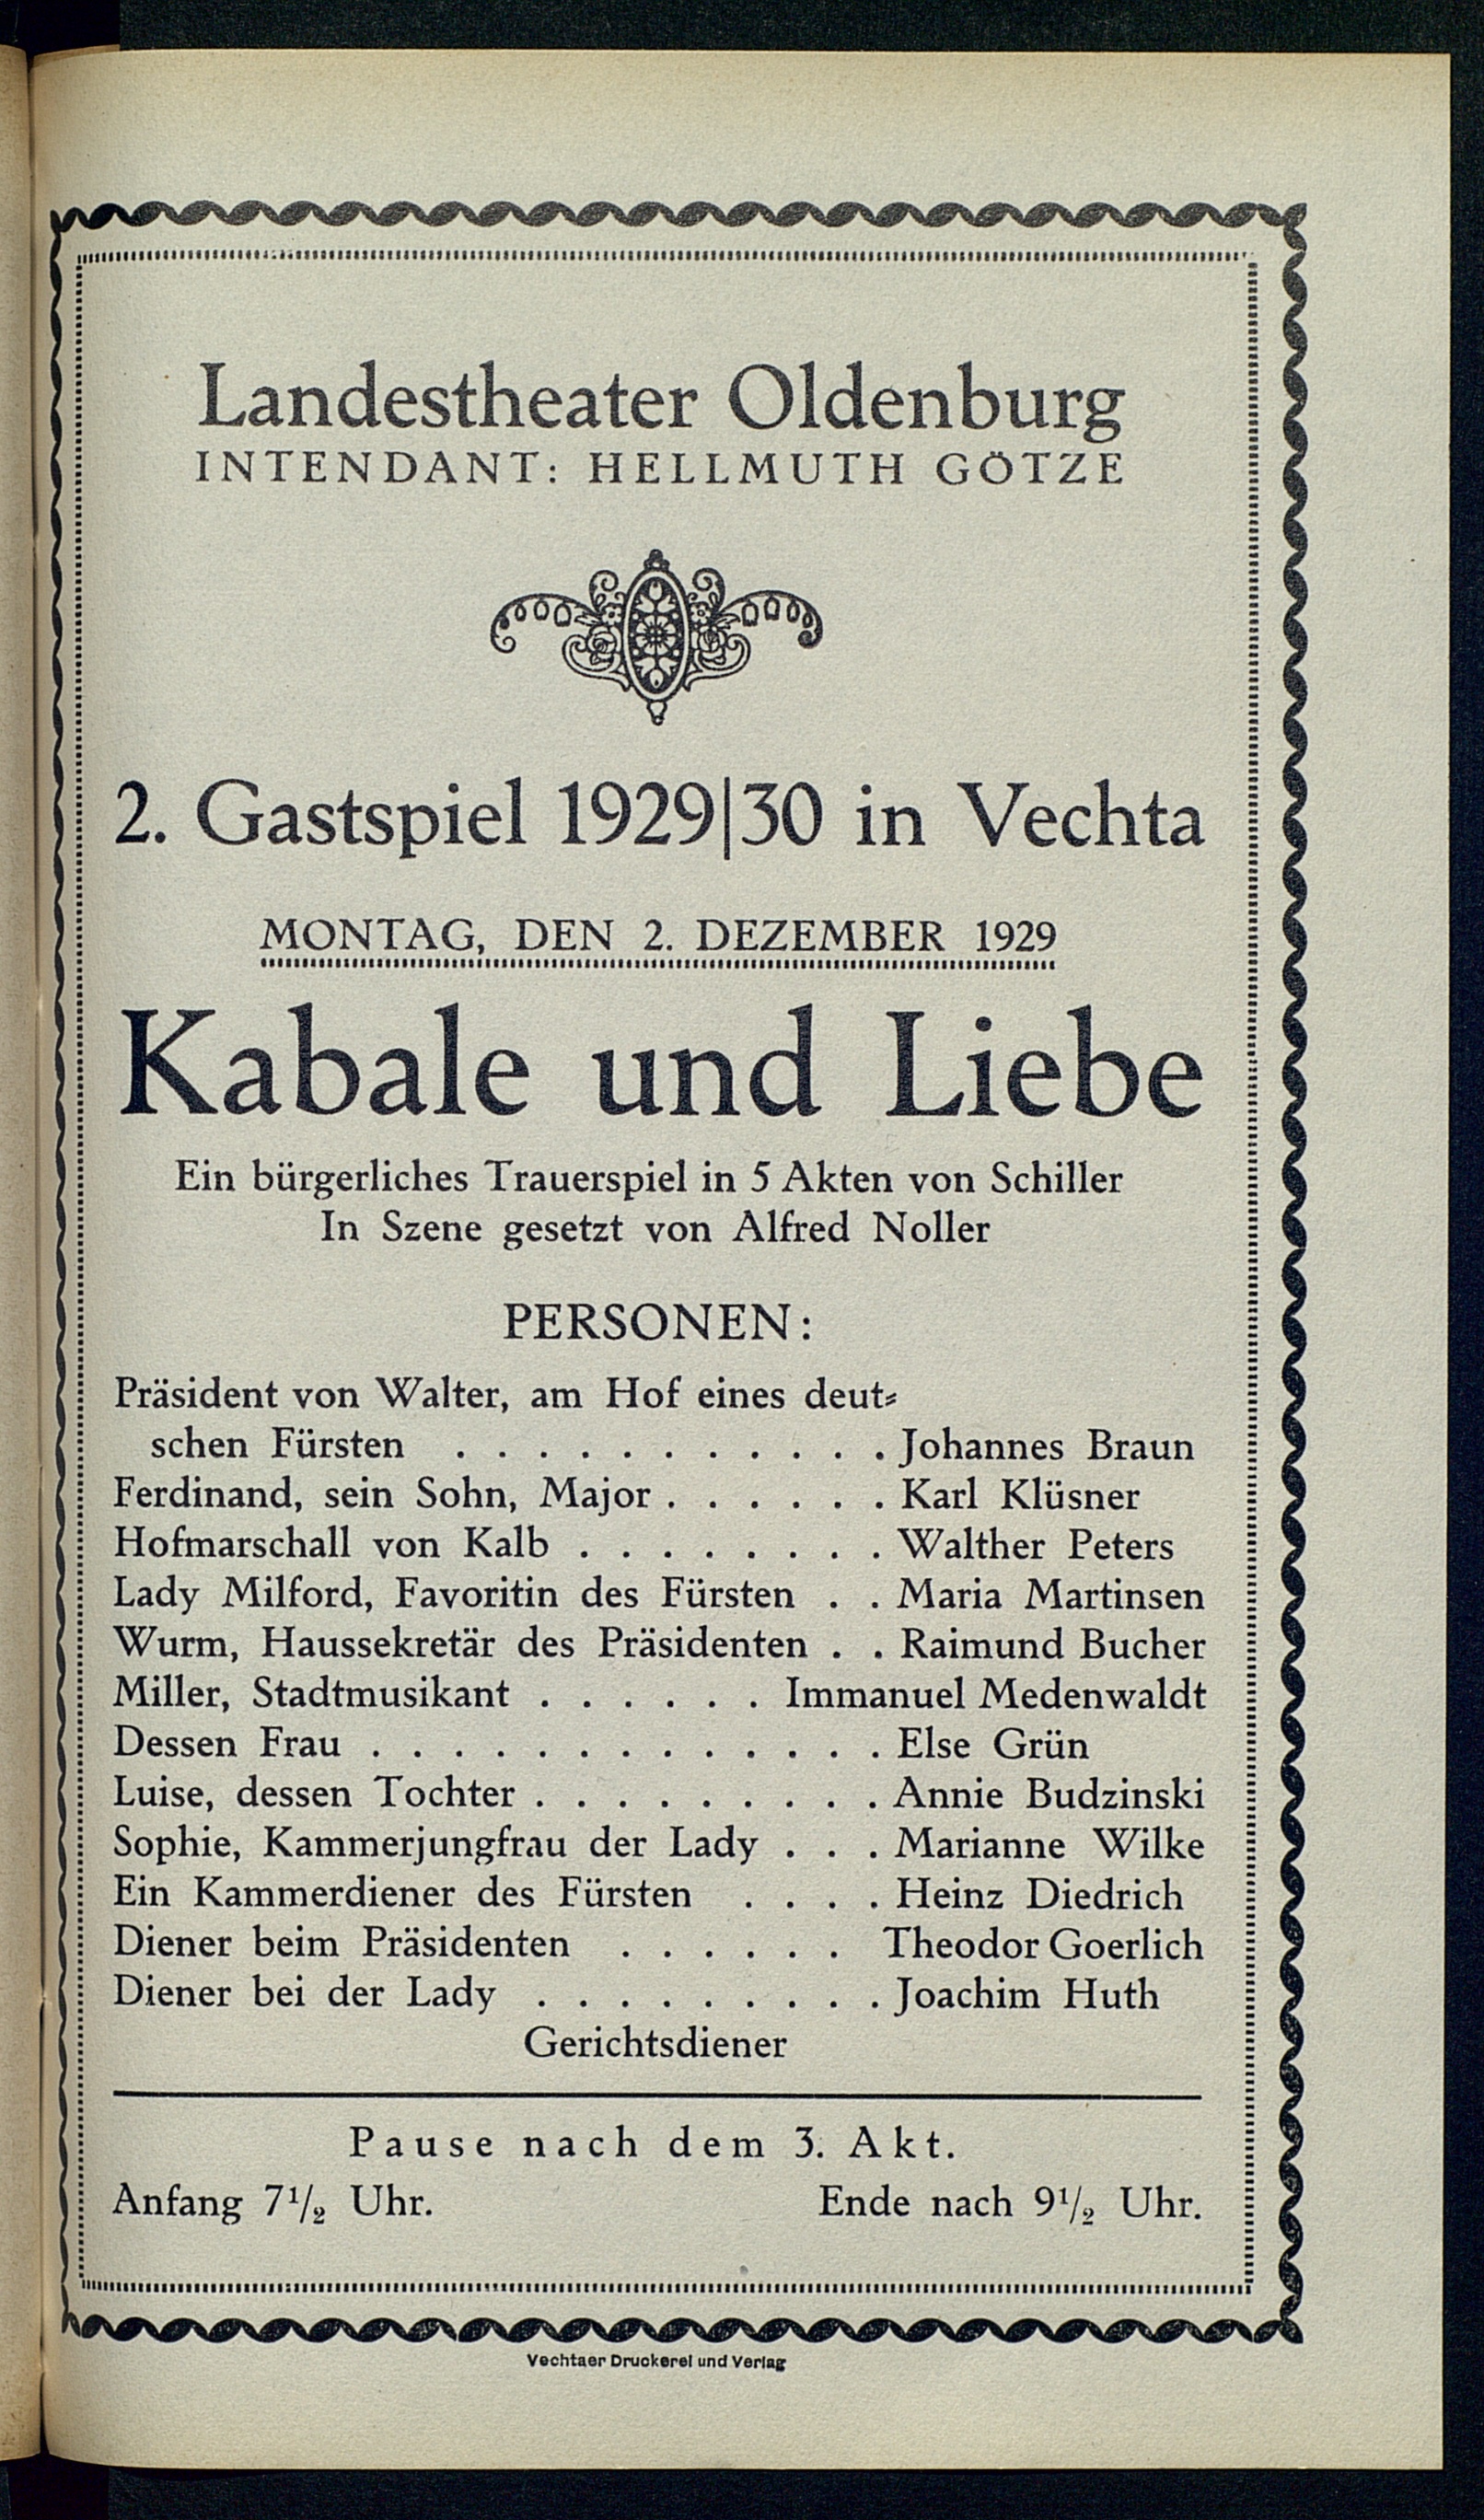 Landestheater Oldenburg
INTENDANT: HELLMUTH GÖTZE
2. Gastspiel 1929|30 in Vechta
MONTAG, DEN 2. DEZEMBER 1929
Kabale und Liebe
Ein bürgerliches Trauerspiel in 5 Akten von Schiller
In Szene gesetzt von Alfred Noller
PERSONEN:
Präsident von Walter, am Hof eines deut-
schen Fürsten . . . . . . . . . . . Johannes Braun
Ferdinand, sein Sohn, Major . . . . . . Karl Klüsner
Hofmarschall von Kalb . . . . . . . . Walther Peters
Lady Milford, Favoritin des Fürsten . . Maria Martinsen
Wurm, Haussekretär des Präsidenten . . Raimund Bucher
Miller, Stadtmusikant . . . . . . Immanuel Medenwaldt
Dessen Frau . . . . . . . . . . . . . Else Grün
Luise, dessen Tochter . . . . . . . . . Annie Budzinski
Sophie, Kammerjungfrau der Lady . . . Marianne Wilke
Ein Kammerdiener des Fürsten . . . . Heinz Diedrich
Diener beim Präsidenten . . . . . . Theodor Goerlich
Diener bei der Lady . . . . . . . . . Joachim Huth
Gerichtsdiener
Pause nach dem 3. Akt.
Anfang 7½ Uhr. Ende nach 9½ Uhr.
Vechtaer Druckerei und Verlag